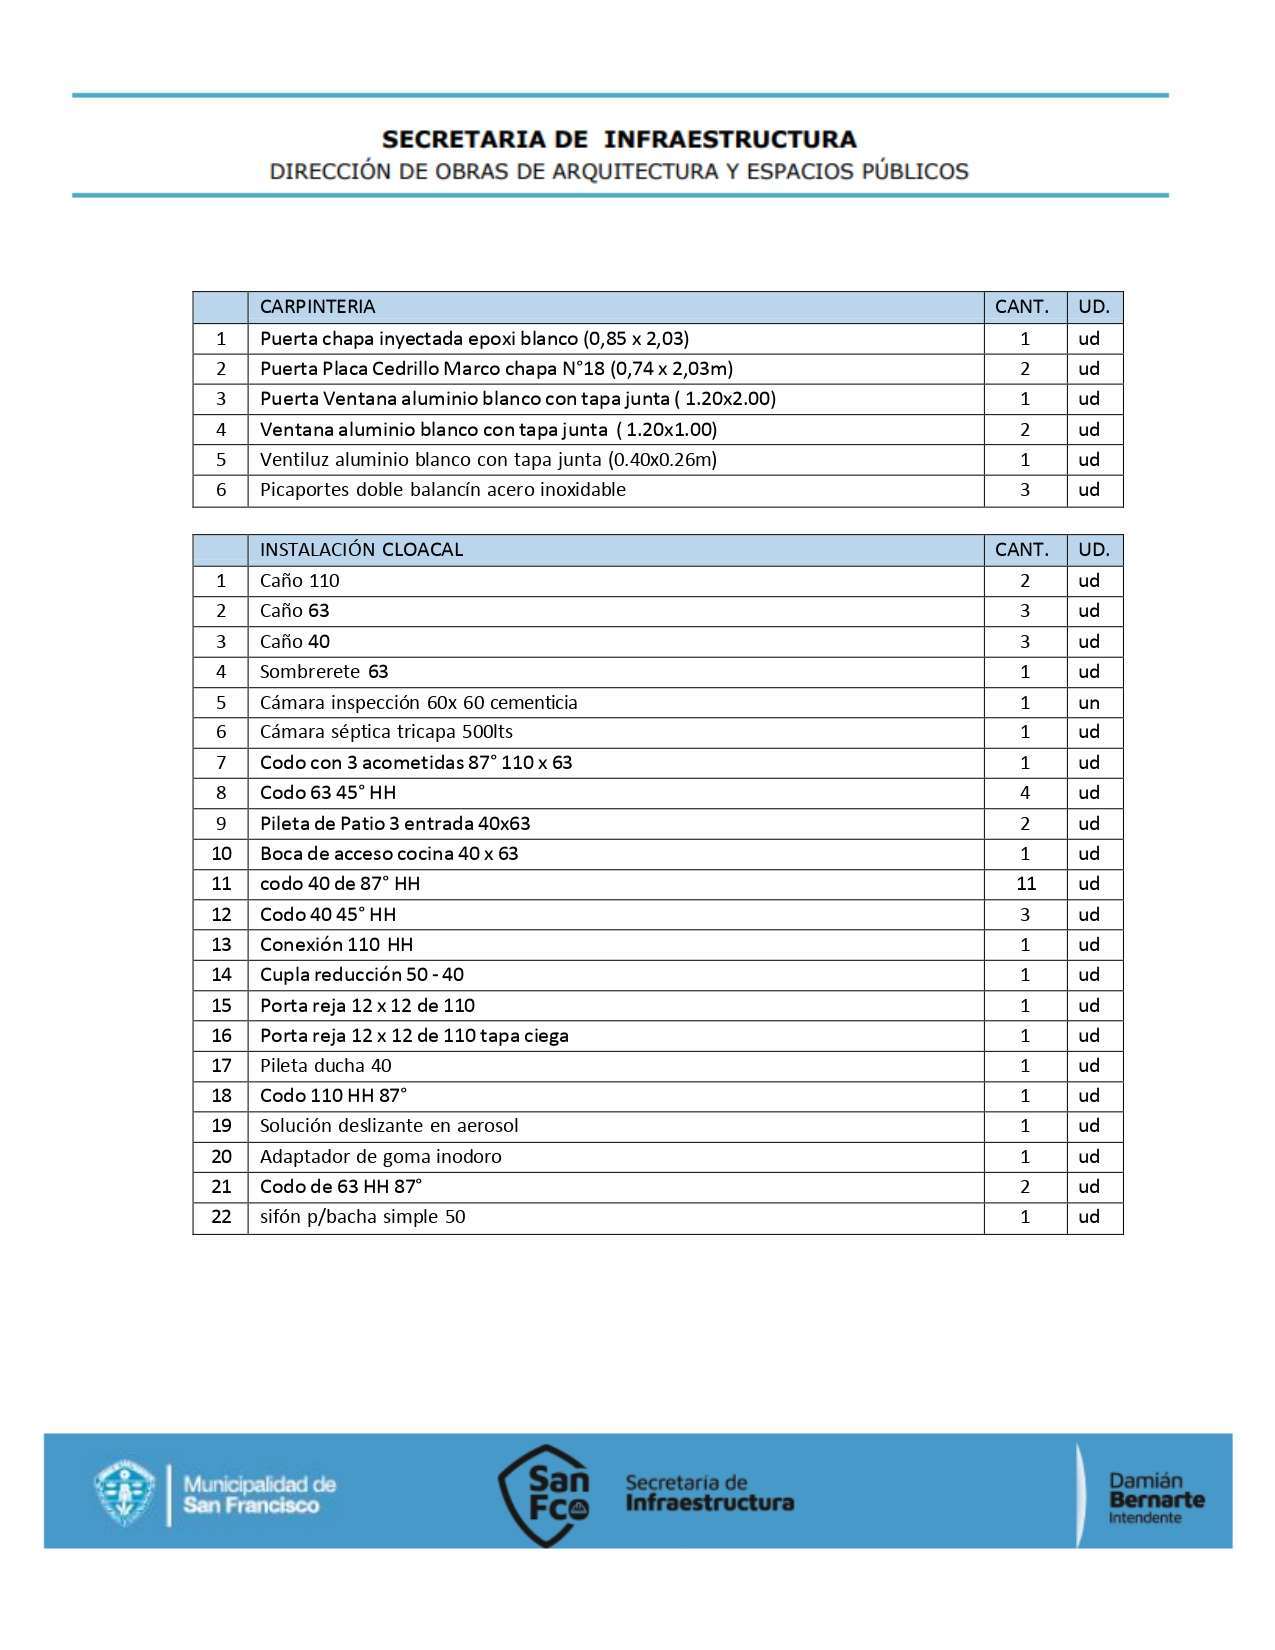 SECRETARIA DE INFRAESTRUCTURA
DIRECCIÓN DE OBRAS DE ARQUITECTURA Y ESPACIOS PÚBLICOS
CARPINTERIA CANT. UD.
1 Puerta chapa inyectada epoxi blanco (0,85 x 2,03) 1 ud
2 Puerta Placa Cedrillo Marco chapa N°18 (0,74 x 2,03m) 2 ud
3 Puerta Ventana aluminio blanco con tapa junta ( 1.20x2.00) 1 ud
4 Ventana aluminio blanco con tapa junta ( 1.20x1.00) 2 ud
5 Ventiluz aluminio blanco con tapa junta (0.40x0.26m) 1 ud
6 Picaportes doble balancín acero inoxidable 3 ud
INSTALACIÓN CLOACAL CANT. UD.
1 Caño 110 2 ud
2 Caño 63 3 ud
3 Caño 40 3 ud
4 Sombrerete 63 1 ud
5 Cámara inspección 60x 60 cementicia 1 un
6 Cámara séptica tricapa 500lts 1 ud
7 Codo con 3 acometidas 87° 110 x 63 1 ud
8 Codo 63 45° HH 4 ud
9 Pileta de Patio 3 entrada 40x63 2 ud
10 Boca de acceso cocina 40 x 63 1 ud
11 codo 40 de 87° HH 11 ud
12 Codo 40 45° HH 3 ud
13 Conexión 110 HH 1 ud
14 Cupla reducción 50 - 40 1 ud
15 Porta reja 12 x 12 de 110 1 ud
16 Porta reja 12 x 12 de 110 tapa ciega 1 ud
17 Pileta ducha 40 1 ud
18 Codo 110 HH 87° 1 ud
19 Solución deslizante en aerosol 1 ud
20 Adaptador de goma inodoro 1 ud
21 Codo de 63 HH 87° 2 ud
22 sifón p/bacha simple 50 1 ud
Municipalidad de
San Francisco
San
Fco
Secretaría de
Infraestructura
Damián
Bernarte
Intendente